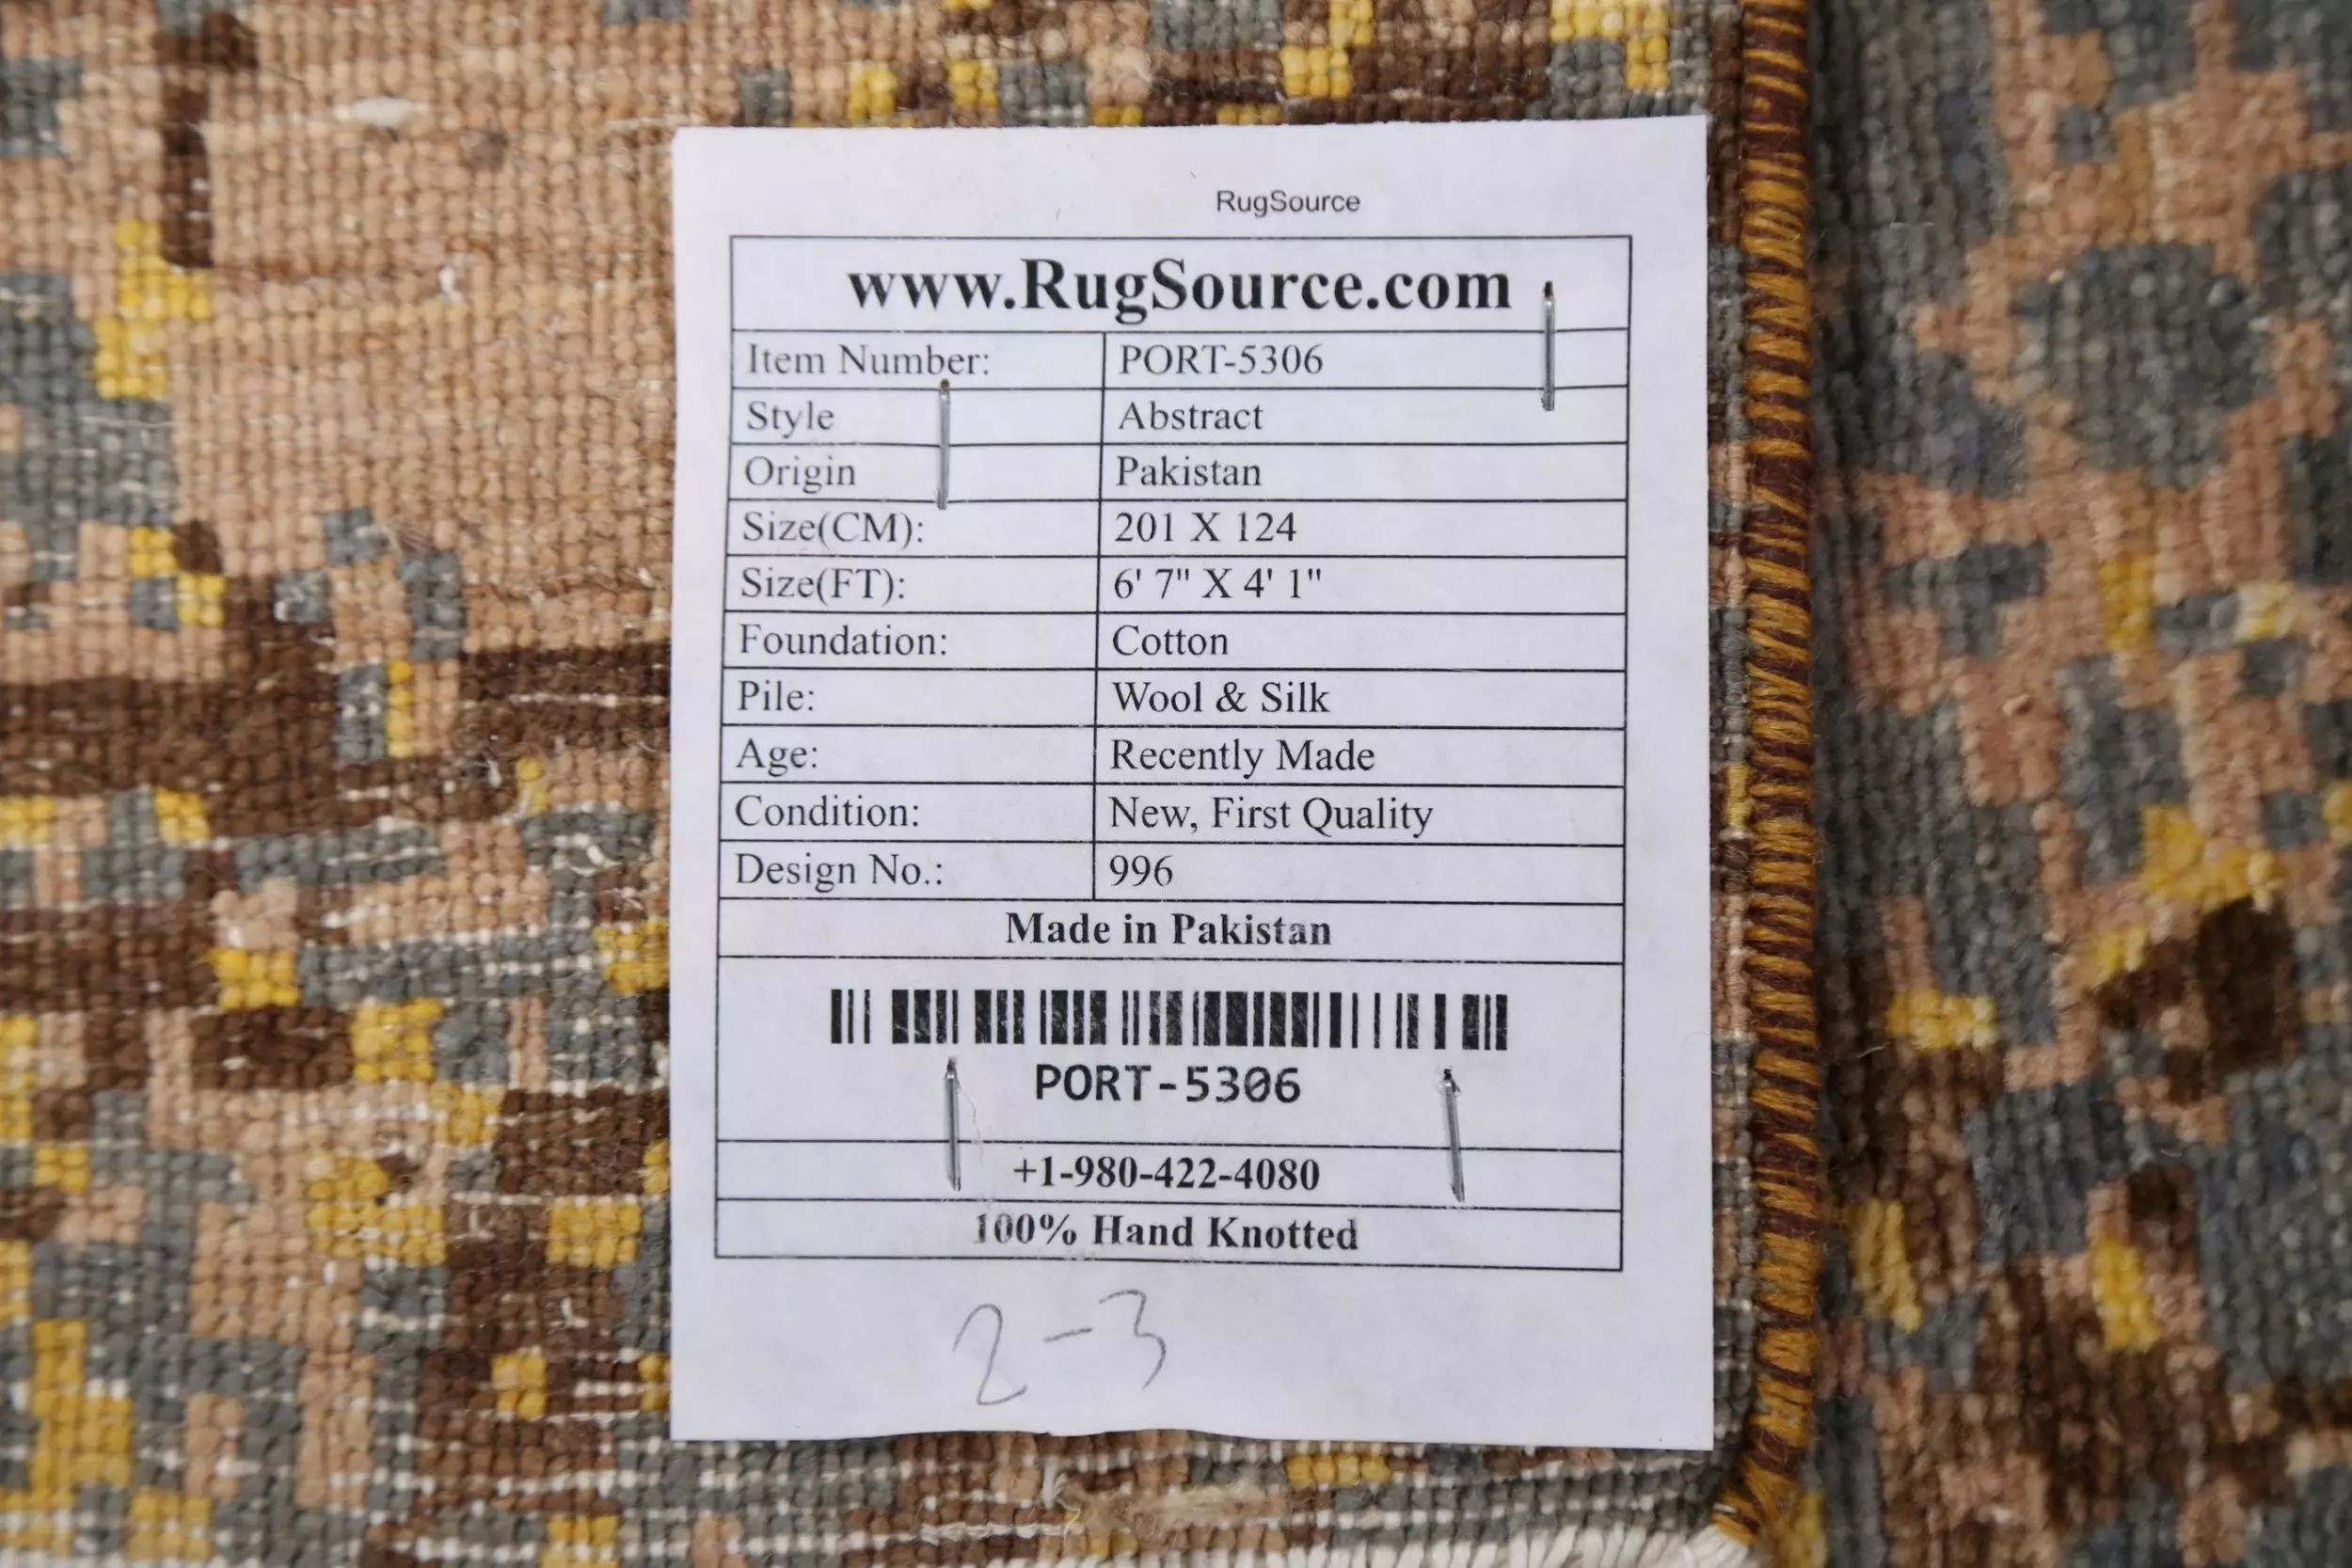 RugSource
www.RugSource.com
Item Number: PORT-5306
Style Abstract
Origin Pakistan
Size(CM): 201 X 124
Size(FT): 6' 7" X 4' 1"
Foundation: Cotton
Pile: Wool & Silk
Age: Recently Made
Condition: New, First Quality
Design No.: 996
Made in Pakistan
PORT-5306
+1-980-422-4080
100% Hand Knotted
2-3